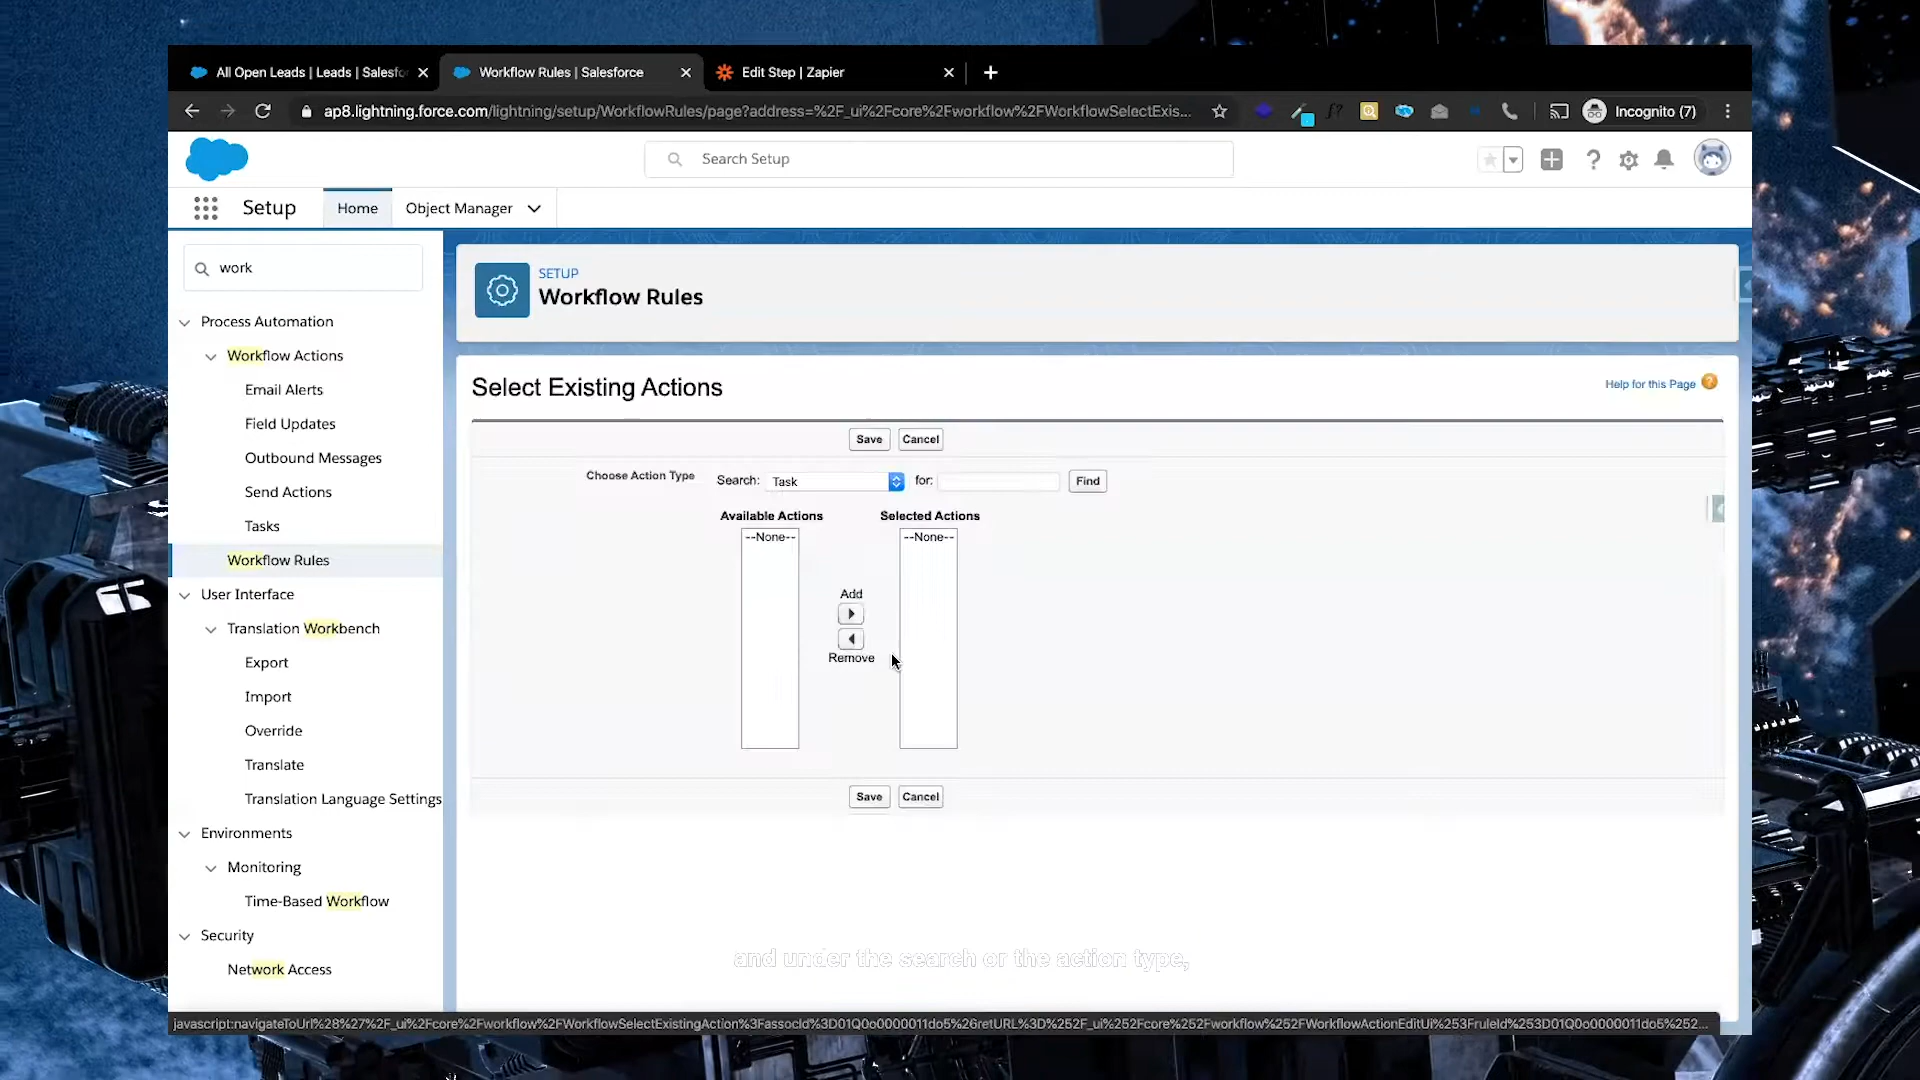 All Open Leads | Leads | Salesfo
Workflow Rules | Salesforce
Edit Step | Zapier
ap8.lightning.force.com/lightning/setup/WorkflowRules/page?address=%2F_ui%2Fcore%2Fworkflow%2FWorkflowSelectExis...
Incognito (7)
Search Setup
Setup
Home
Object Manager
work
Process Automation
Workflow Actions
Email Alerts
Field Updates
Outbound Messages
Send Actions
Tasks
Workflow Rules
User Interface
Translation Workbench
Export
Import
Override
Translate
Translation Language Settings
Environments
Monitoring
Time-Based Workflow
Security
Network Access
SETUP
Workflow Rules
Select Existing Actions
Help for this Page
Save Cancel
Choose Action Type Search: Task for: Find
Available Actions Selected Actions
--None-- --None--
Add
Remove
Save Cancel
and under the search or the action type,
javascript:navigateToUrl%28%27%2F_ui%2Fcore%2Fworkflow%2FWorkflowSelectExistingAction%3FassocId%3D01Q0o0000011do5%26retURL%3D%252F_ui%252Fcore%252Fworkflow%252FWorkflowActionEditUi%253FruleId%253D01Q0o0000011do5%252...